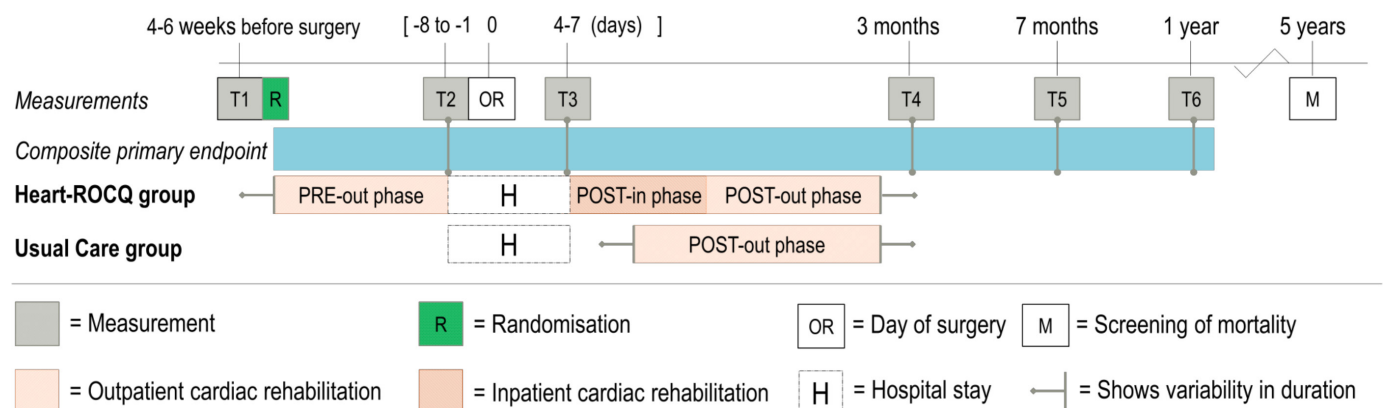 4-6 weeks before surgery [ -8 to -1 0 4-7 (days) ] 3 months 7 months 1 year 5 years
Measurements T1 R T2 OR T3 T4 T5 T6 M
Composite primary endpoint
Heart-ROCQ group PRE-out phase H POST-in phase POST-out phase
Usual Care group H POST-out phase
= Measurement R = Randomisation OR = Day of surgery M = Screening of mortality
= Outpatient cardiac rehabilitation = Inpatient cardiac rehabilitation H = Hospital stay = Shows variability in duration